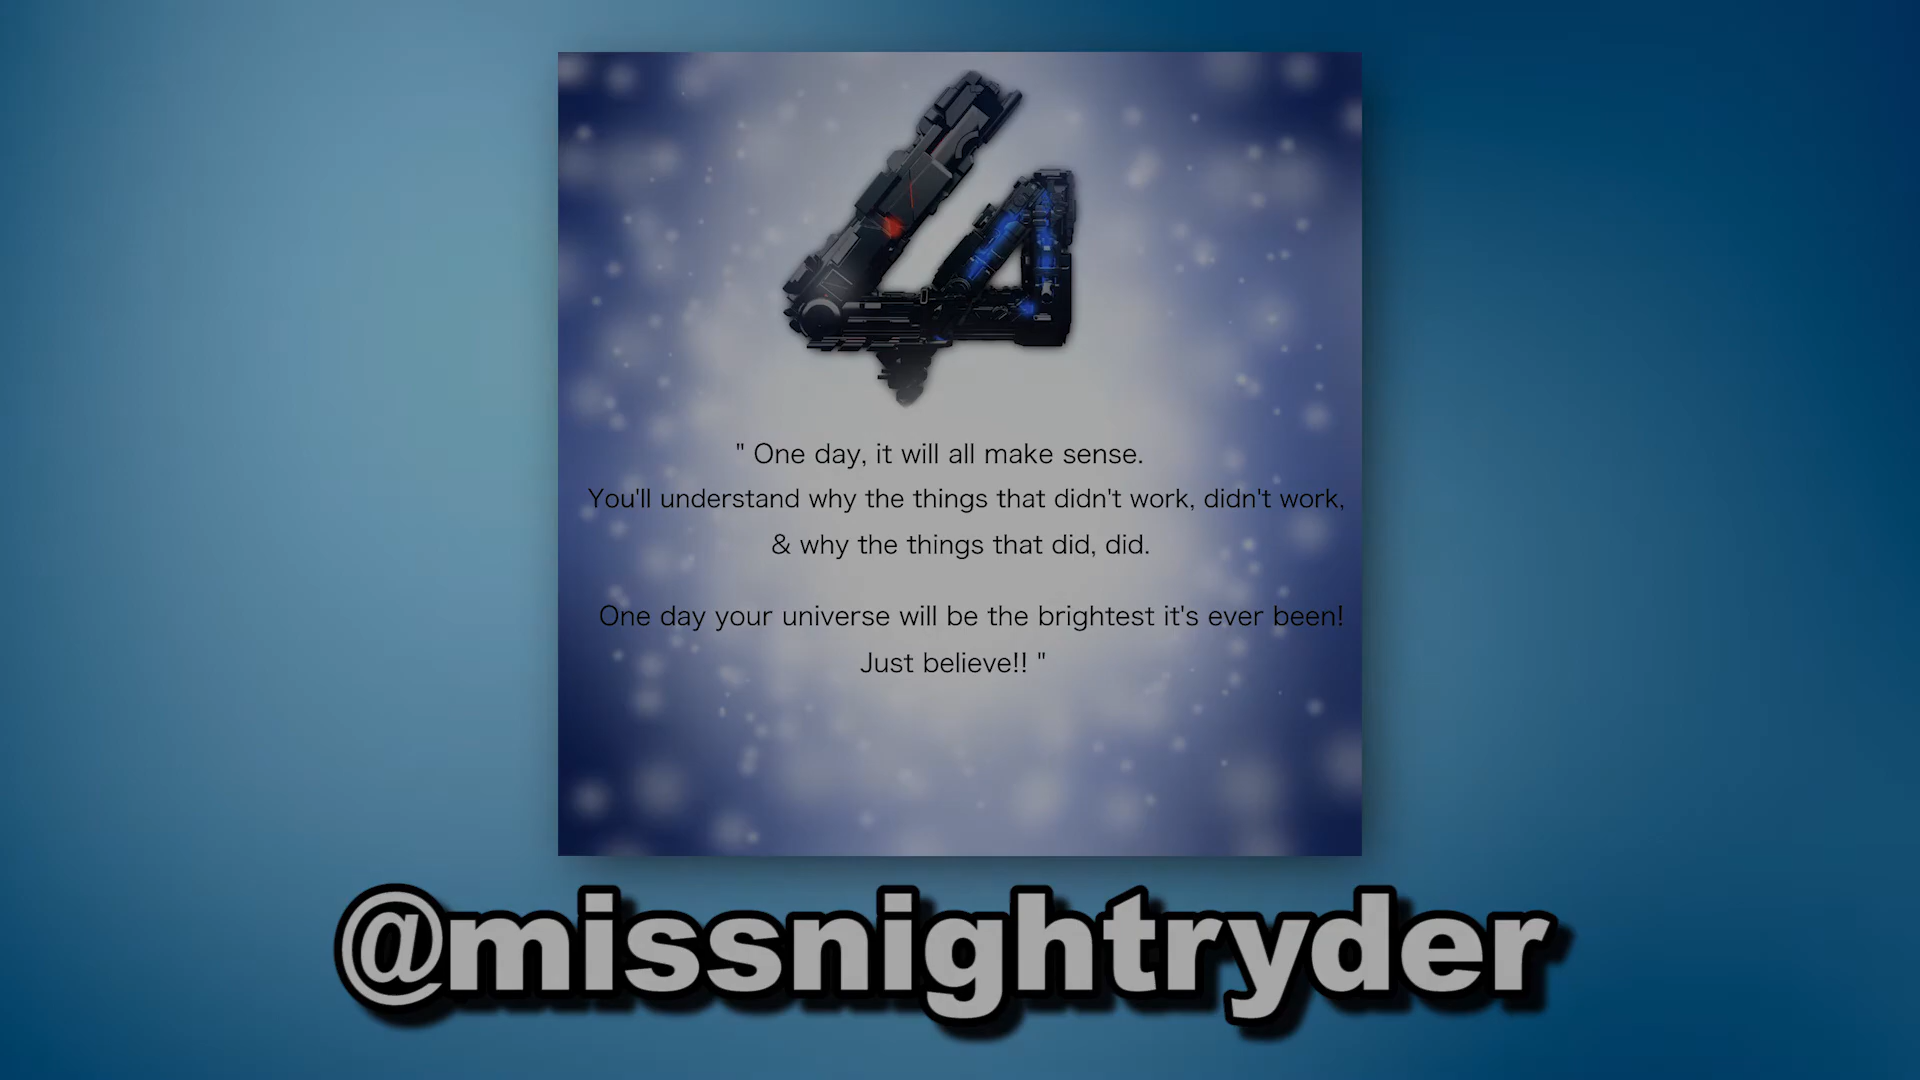 " One day, it will all make sense.
You'll understand why the things that didn't work, didn't work,
& why the things that did, did.
One day your universe will be the brightest it's ever been!
Just believe!! "
@missnightryder